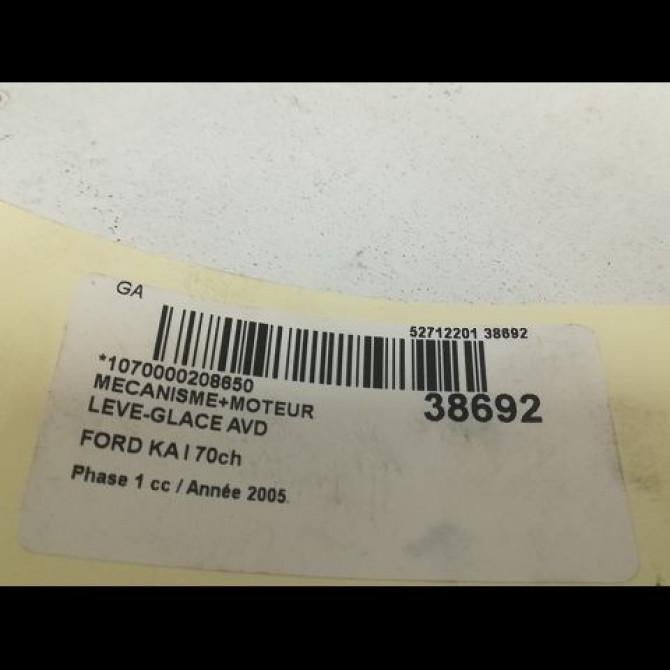 GA
52712201 38692
*1070000208650
38692
MECANISME+MOTEUR
LEVE-GLACE AVD
FORD KA I 70ch
Phase 1 cc / Année 2005